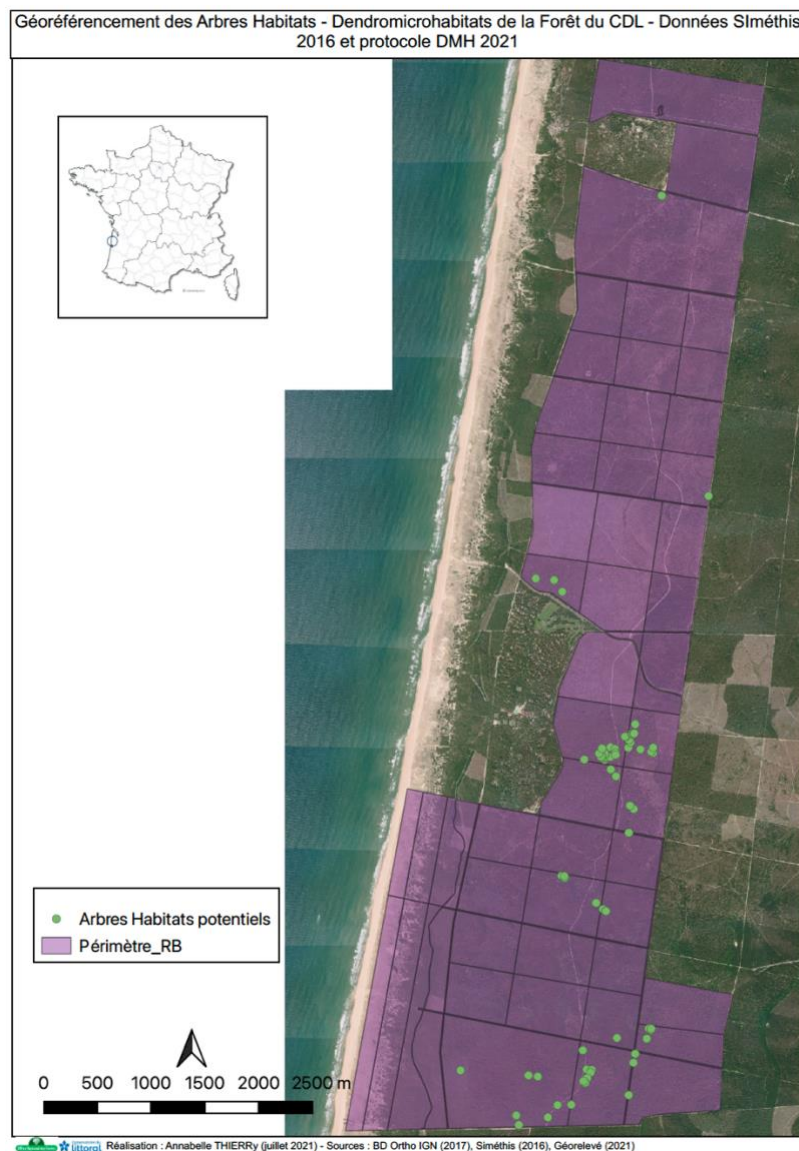 Géoréférencement des Arbres Habitats - Dendromicrohabitats de la Forêt du CDL - Données SIméthis
2016 et protocole DMH 2021
Arbres Habitats potentiels
Périmètre_RB
0 500 1000 1500 2000 2500 m
littoral Réalisation : Annabelle THIERRy (juillet 2021) - Sources : BD Ortho IGN (2017), Siméthis (2016), Géorelevé (2021)